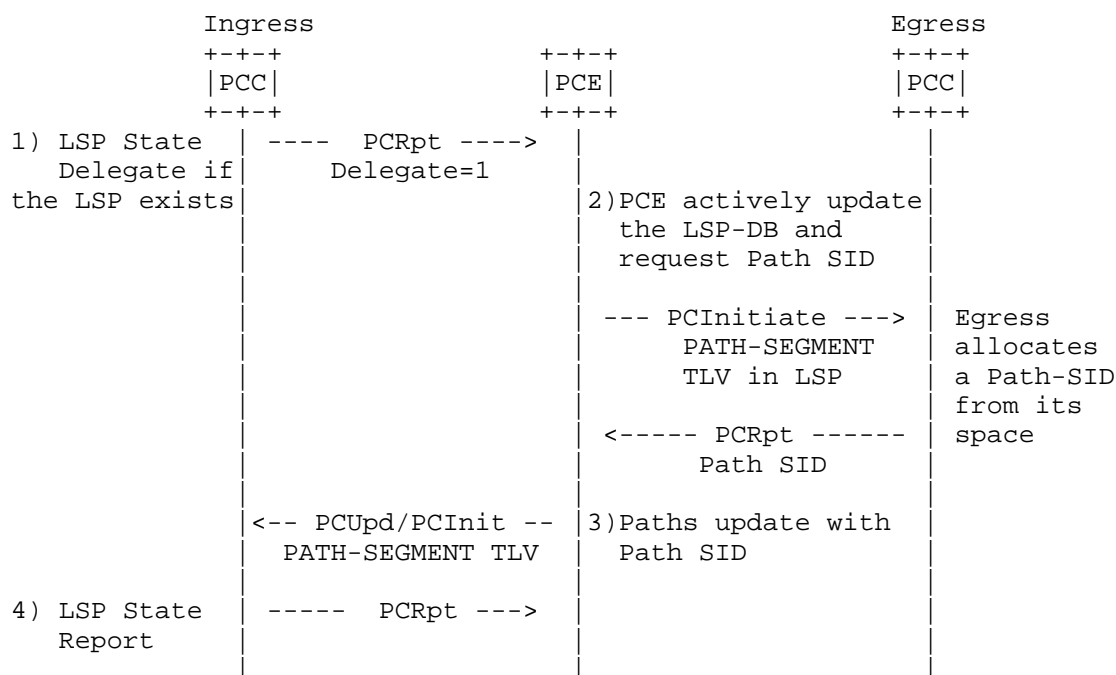 Ingress Egress
+-+-+ +-+-+ +-+-+
|PCC| |PCE| |PCC|
+-+-+ +-+-+ +-+-+
1) LSP State | ---- PCRpt ----> | |
Delegate if| Delegate=1 | |
the LSP exists| |2)PCE actively update|
| | the LSP-DB and |
| | request Path SID |
| | |
| | --- PCInitiate ---> | Egress
| | PATH-SEGMENT | allocates
| | TLV in LSP | a Path-SID
| | | from its
| | <----- PCRpt ------ | space
| | Path SID |
| | |
|<-- PCUpd/PCInit -- |3)Paths update with |
| PATH-SEGMENT TLV | Path SID |
| | |
4) LSP State | ----- PCRpt ---> | |
Report | | |
| | |